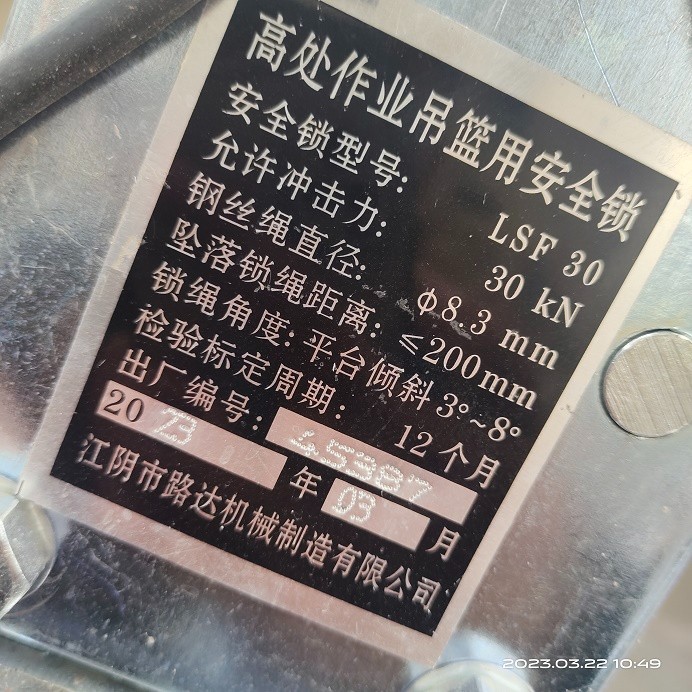 高处作业吊篮用安全锁
安全锁型号: LSF 30
允许冲击力: 30 kN
钢丝绳直径: ф8.3 mm
坠落锁绳距离: ≤200mm
锁绳角度: 平台倾斜 3°~8°
检验标定周期: 12 个月
出厂编号: 45387
20 23 年 03 月
江阴市路达机械制造有限公司
2023.03.22 10:49